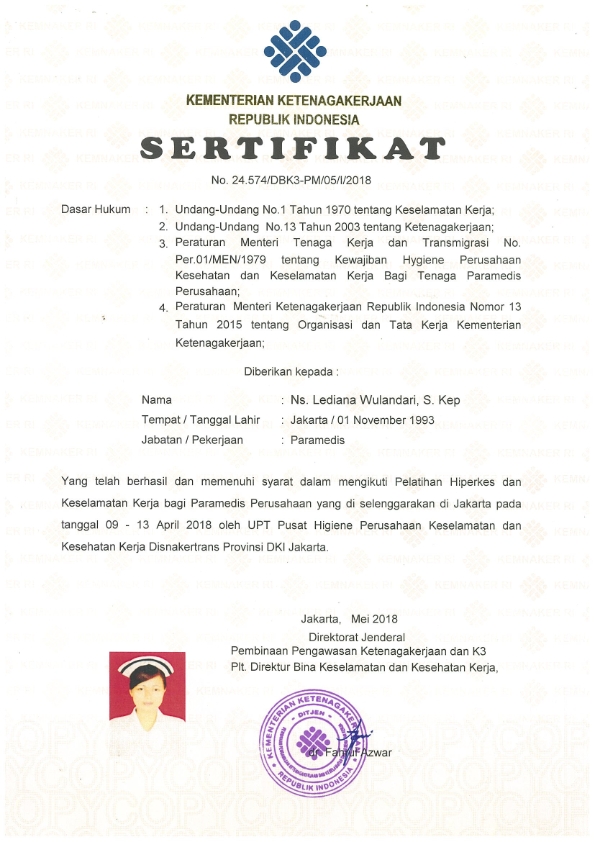 KEMENTERIAN KETENAGAKERJAAN
REPUBLIK INDONESIA
SERTIFIKAT
No. 24.574/DBK3-PM/05/I/2018
Dasar Hukum : 1. Undang-Undang No.1 Tahun 1970 tentang Keselamatan Kerja;
2. Undang-Undang No.13 Tahun 2003 tentang Ketenagakerjaan;
3. Peraturan Menteri Tenaga Kerja dan Transmigrasi No.
Per.01/MEN/1979 tentang Kewajiban Hygiene Perusahaan
Kesehatan dan Keselamatan Kerja Bagi Tenaga Paramedis
Perusahaan;
4. Peraturan Menteri Ketenagakerjaan Republik Indonesia Nomor 13
Tahun 2015 tentang Organisasi dan Tata Kerja Kementerian
Ketenagakerjaan;
Diberikan kepada :
Nama : Ns. Lediana Wulandari, S. Kep
Tempat / Tanggal Lahir : Jakarta / 01 November 1993
Jabatan / Pekerjaan : Paramedis
Yang telah berhasil dan memenuhi syarat dalam mengikuti Pelatihan Hiperkes dan
Keselamatan Kerja bagi Paramedis Perusahaan yang di selenggarakan di Jakarta pada
tanggal 09 - 13 April 2018 oleh UPT Pusat Higiene Perusahaan Keselamatan dan
Kesehatan Kerja Disnakertrans Provinsi DKI Jakarta.
Jakarta, Mei 2018
Direktorat Jenderal
Pembinaan Pengawasan Ketenagakerjaan dan K3
Plt. Direktur Bina Keselamatan dan Kesehatan Kerja,
KEMENTERIAN KETENAGAKERJAAN
DITJEN
REPUBLIK INDONESIA
dr. Azwar
COPY COPY COPY COPY